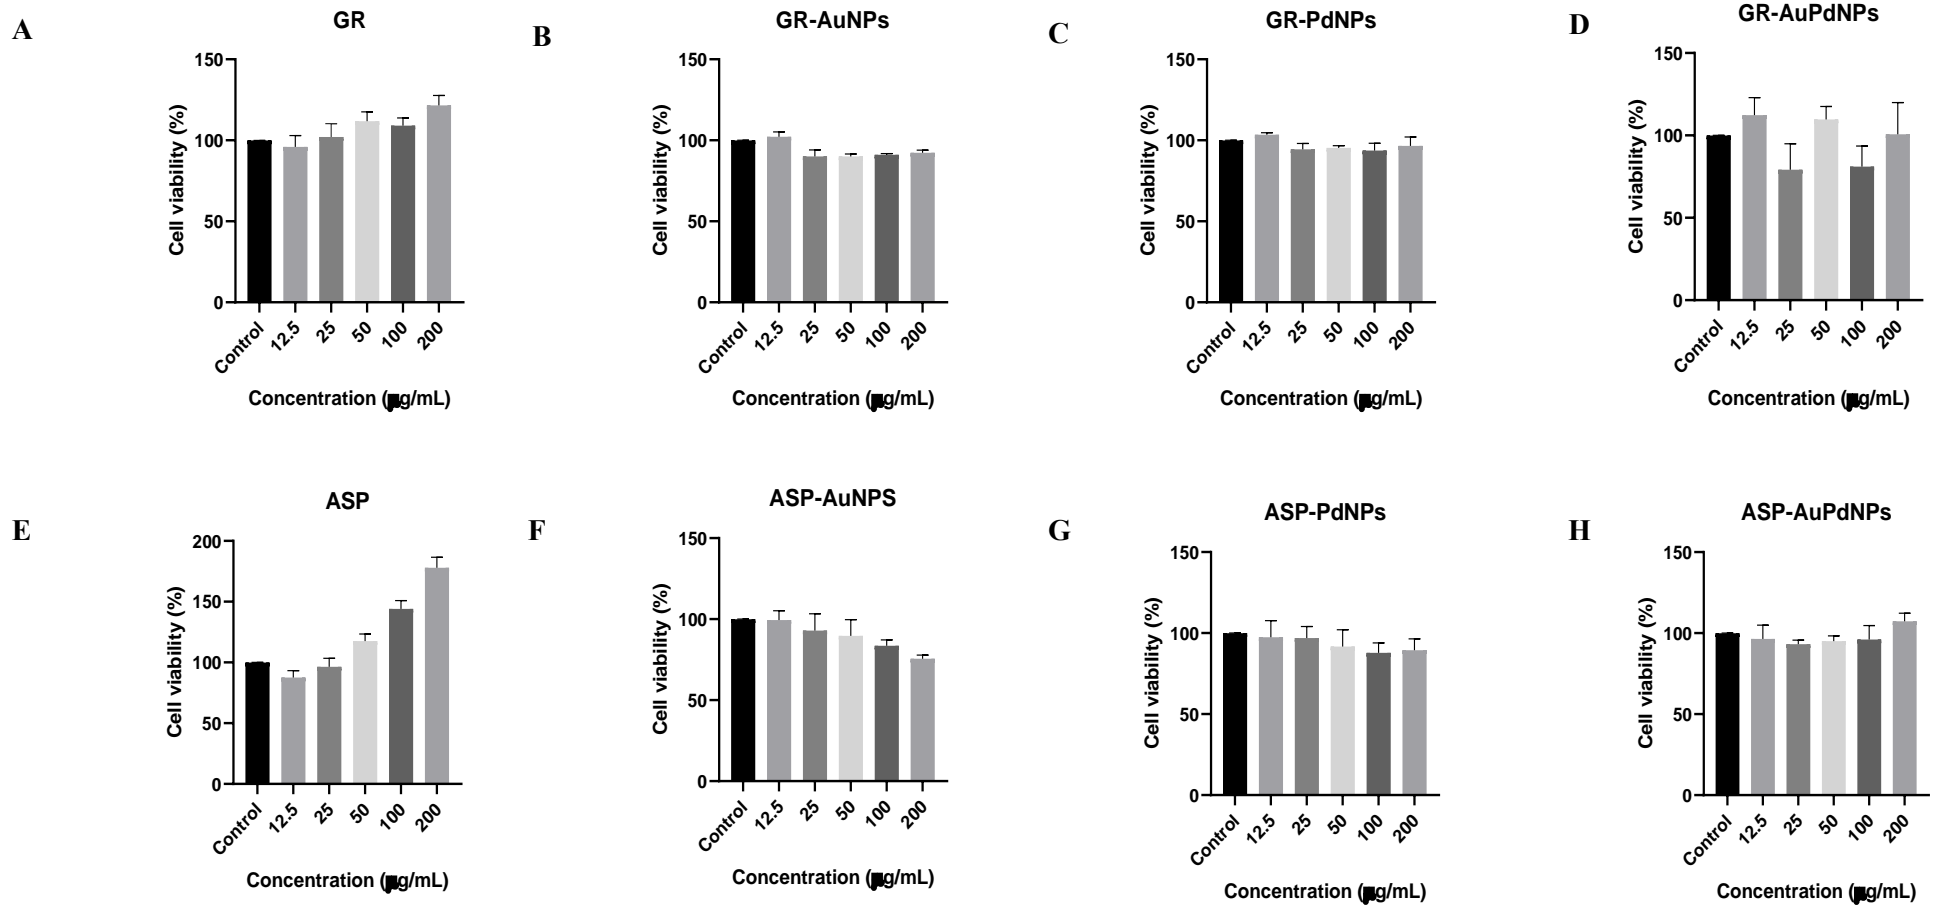 A
GR
Cell viability (%)
150
100
50
0
Control
12.5
25
50
100
200
Concentration (μg/mL)
B
GR-AuNPs
Cell viability (%)
150
100
50
0
Control
12.5
25
50
100
200
Concentration (μg/mL)
C
GR-PdNPs
Cell viability (%)
150
100
50
0
Control
12.5
25
50
100
200
Concentration (μg/mL)
D
GR-AuPdNPs
Cell viability (%)
150
100
50
0
Control
12.5
25
50
100
200
Concentration (μg/mL)
E
ASP
Cell viability (%)
200
150
100
50
0
Control
12.5
25
50
100
200
Concentration (μg/mL)
F
ASP-AuNPS
Cell viability (%)
150
100
50
0
Control
12.5
25
50
100
200
Concentration (μg/mL)
G
ASP-PdNPs
Cell viability (%)
150
100
50
0
Control
12.5
25
50
100
200
Concentration (μg/mL)
H
ASP-AuPdNPs
Cell viability (%)
150
100
50
0
Control
12.5
25
50
100
200
Concentration (μg/mL)